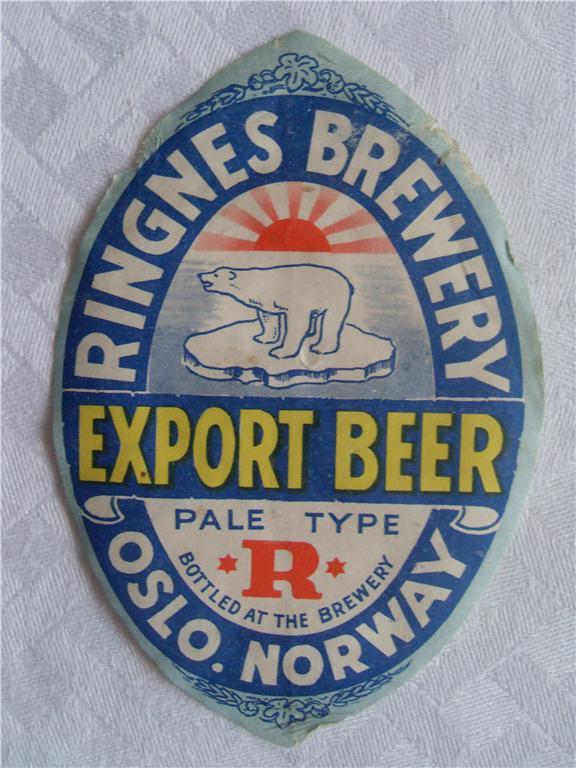 RINGNES BREWERY
EXPORT BEER
PALE TYPE
R
BOTTLED AT THE BREWERY
OSLO. NORWAY